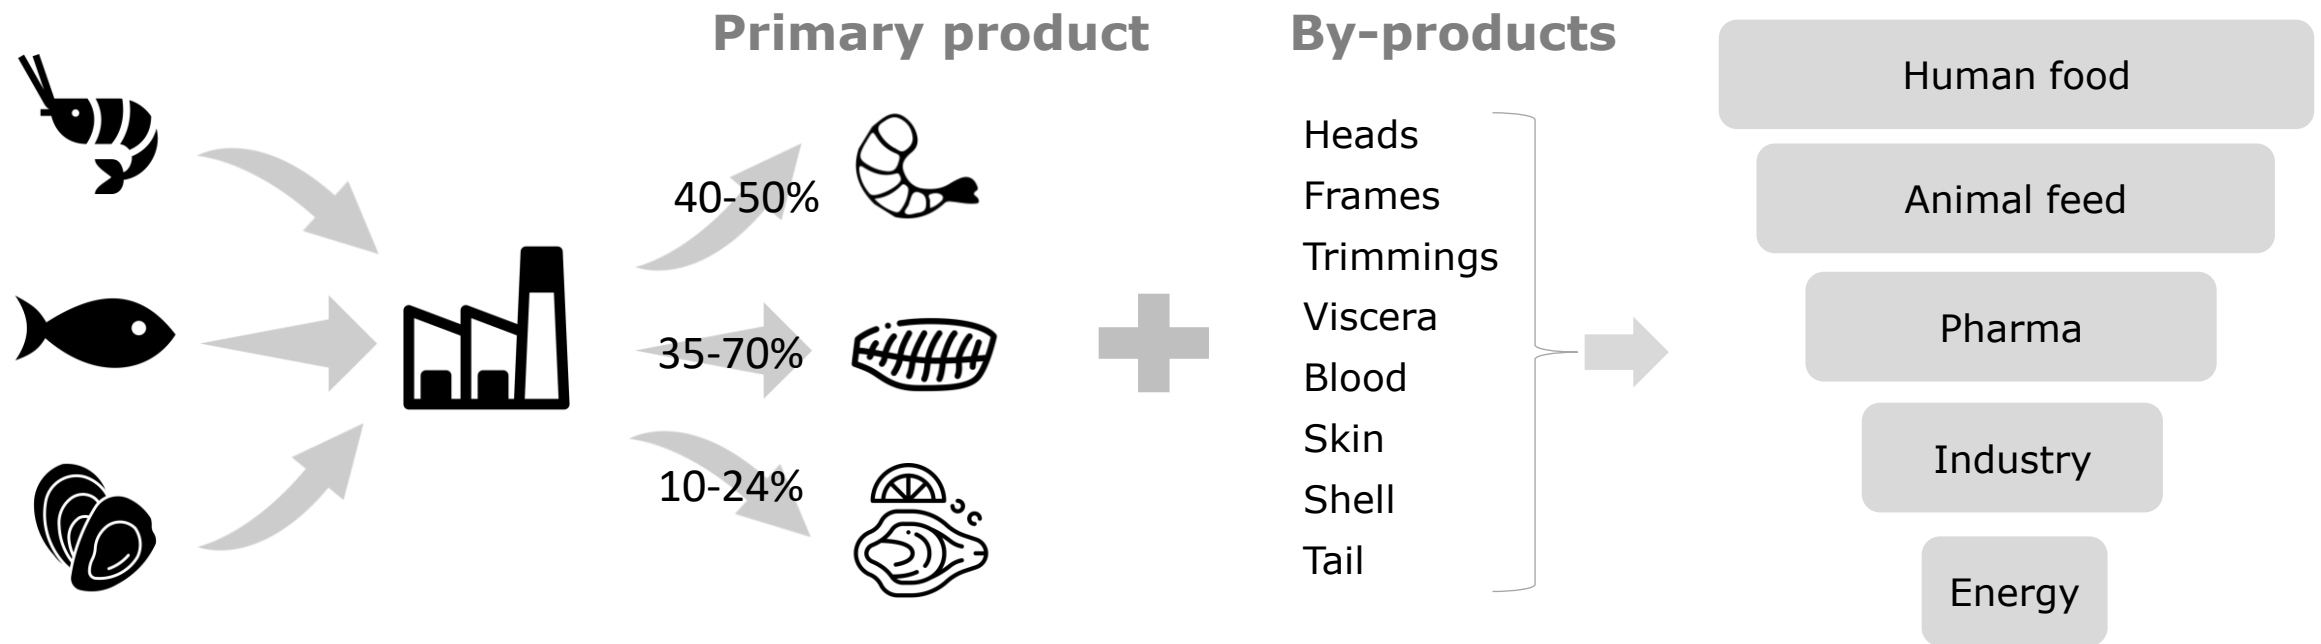 Primary product
40-50%
35-70%
10-24%
By-products
Heads
Frames
Trimmings
Viscera
Blood
Skin
Shell
Tail
Human food
Animal feed
Pharma
Industry
Energy